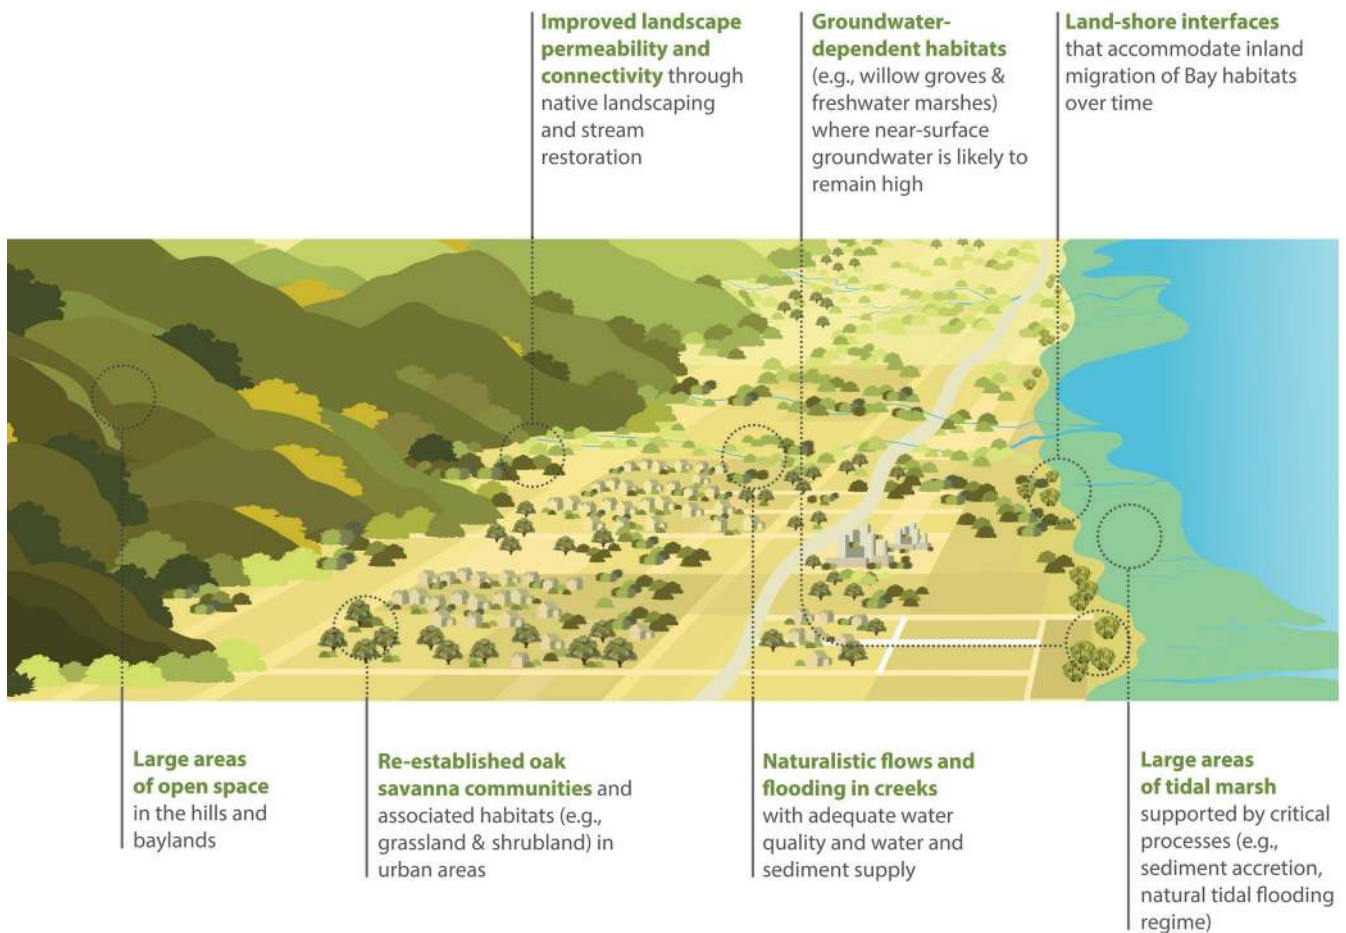 Improved landscape
permeability and
connectivity through
native landscaping
and stream
restoration
Groundwater-
dependent habitats
(e.g., willow groves &
freshwater marshes)
where near-surface
groundwater is likely to
remain high
Land-shore interfaces
that accommodate inland
migration of Bay habitats
over time
Large areas
of open space
in the hills and
baylands
Re-established oak
savanna communities and
associated habitats (e.g.,
grassland & shrubland) in
urban areas
Naturalistic flows and
flooding in creeks
with adequate water
quality and water and
sediment supply
Large areas
of tidal marsh
supported by critical
processes (e.g.,
sediment accretion,
natural tidal flooding
regime)